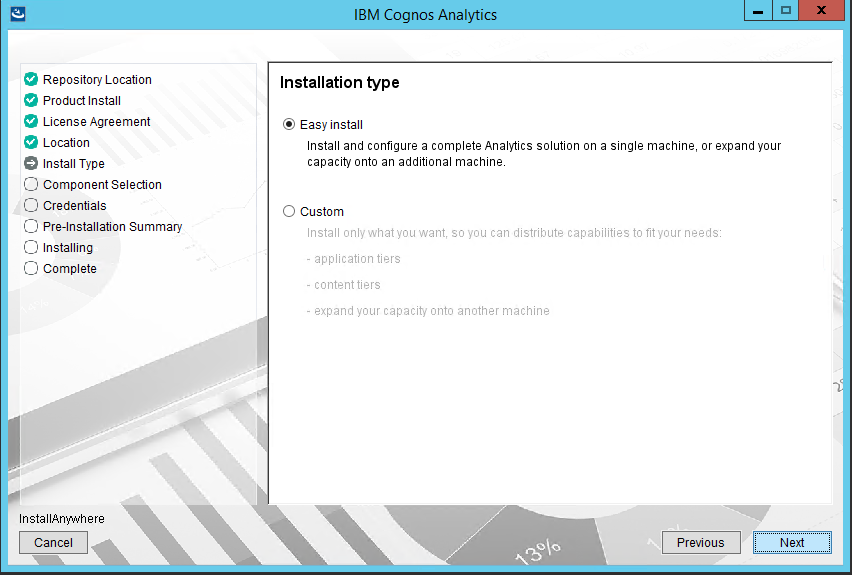 IBM Cognos Analytics
Repository Location
Product Install
License Agreement
Location
Install Type
Component Selection
Credentials
Pre-Installation Summary
Installing
Complete
Installation type
Easy install
Install and configure a complete Analytics solution on a single machine, or expand your
capacity onto an additional machine.
Custom
Install only what you want, so you can distribute capabilities to fit your needs:
- application tiers
- content tiers
- expand your capacity onto another machine
InstallAnywhere
Cancel
Previous
Next
13%